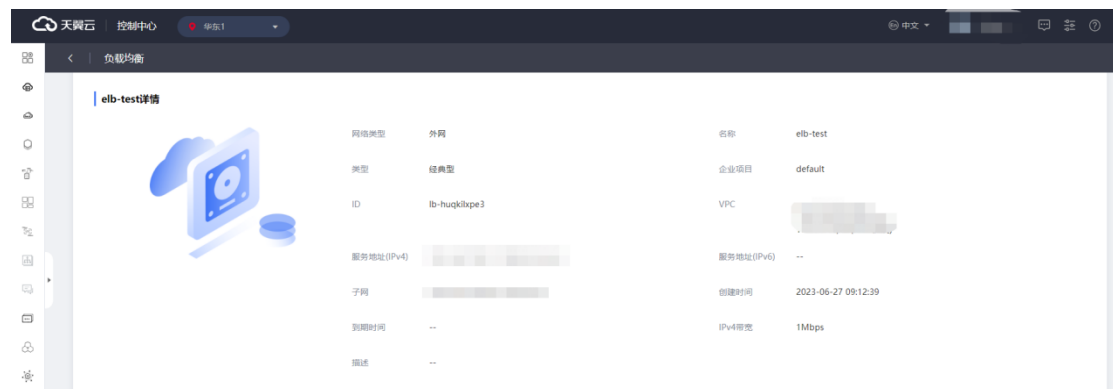 天翼云 控制中心 华东1 中文
负载均衡
elb-test详情
网络类型 外网 名称 elb-test
类型 经典型 企业项目 default
ID lb-huqkilxpe3 VPC
服务地址(IPv4) 服务地址(IPv6) --
子网 创建时间 2023-06-27 09:12:39
到期时间 -- IPv4带宽 1Mbps
描述 --